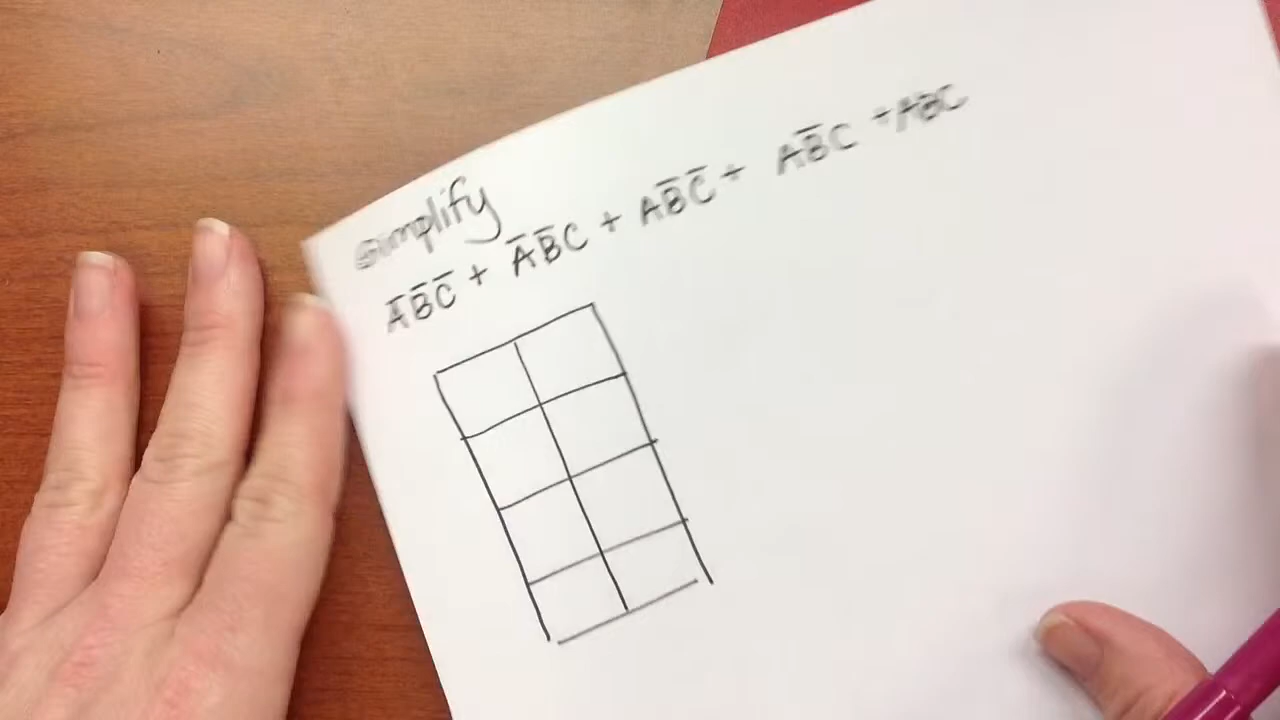 Simplify
A̅B̅C̅ + A̅B̅C + AB̅C̅ + AB̅C + ABC